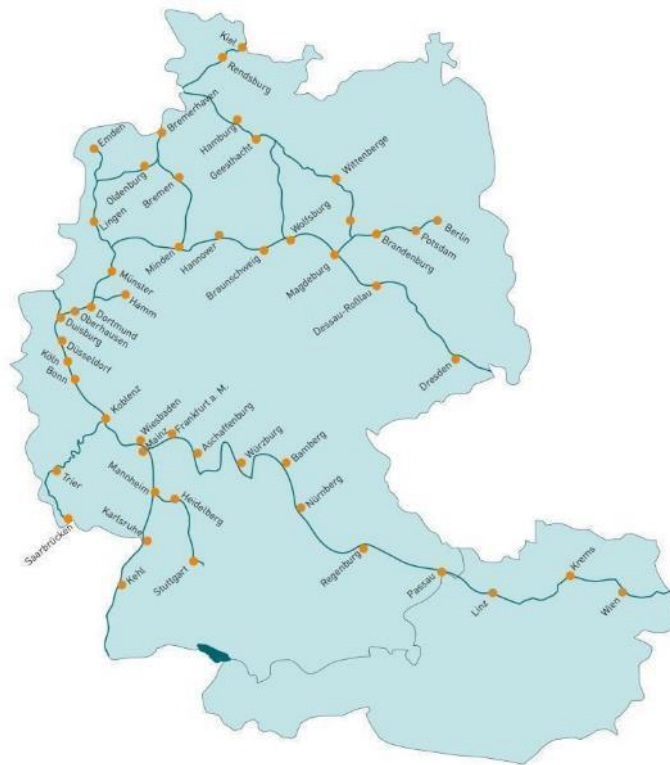 Kiel
Rendsburg
Bremerhaven
Emden
Hamburg
Geesthacht
Oldenburg
Bremen
Wittenberge
Lingen
Minden
Hannover
Braunschweig
Wolfsburg
Magdeburg
Brandenburg
Potsdam
Berlin
Münster
Hamm
Dortmund
Oberhausen
Duisburg
Dessau-Roßlau
Düsseldorf
Köln
Bonn
Dresden
Koblenz
Wiesbaden
Mainz
Frankfurt a. M.
Aschaffenburg
Würzburg
Bamberg
Trier
Mannheim
Heidelberg
Nürnberg
Saarbrücken
Karlsruhe
Kehl
Stuttgart
Regenburg
Passau
Linz
Krems
Wien